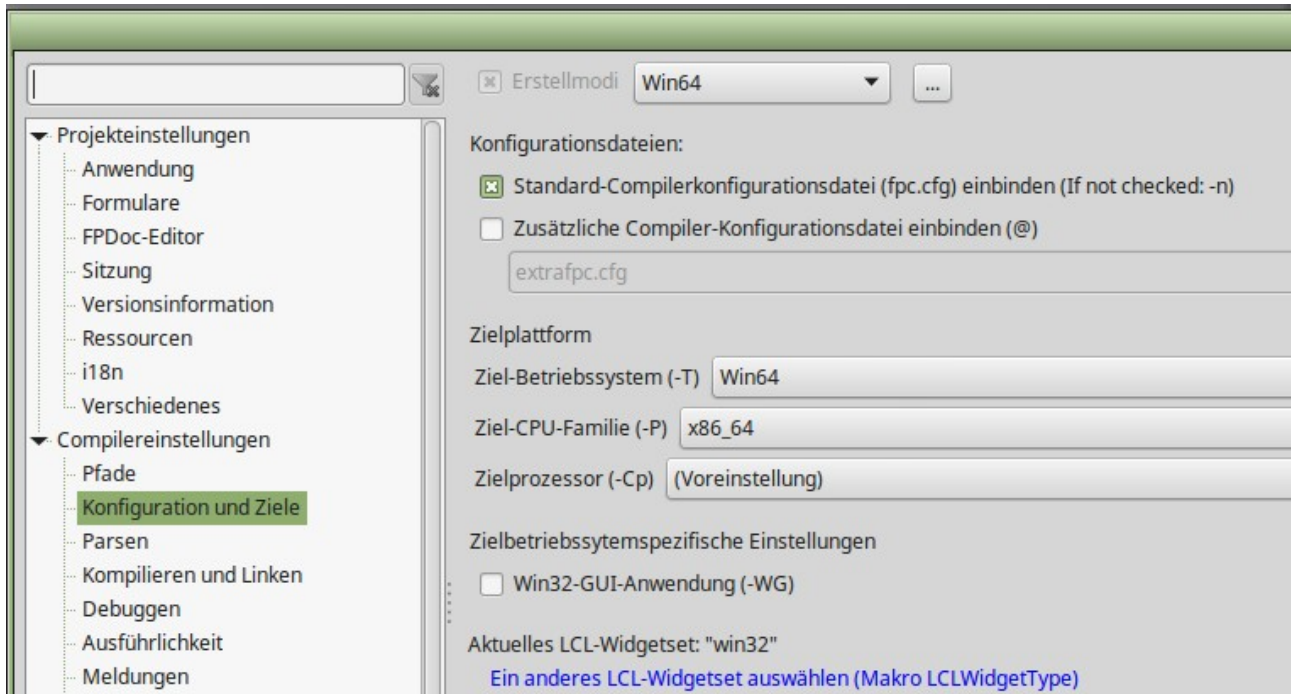 Erstellmodi Win64 ...
Projekteinstellungen
Anwendung
Formulare
FPDoc-Editor
Sitzung
Versionsinformation
Ressourcen
i18n
Verschiedenes
Compilereinstellungen
Pfade
Konfiguration und Ziele
Parsen
Kompilieren und Linken
Debuggen
Ausführlichkeit
Meldungen
Konfigurationsdateien:
Standard-Compilerkonfigurationsdatei (fpc.cfg) einbinden (If not checked: -n)
Zusätzliche Compiler-Konfigurationsdatei einbinden (@)
extrafpc.cfg
Zielplattform
Ziel-Betriebssystem (-T) Win64
Ziel-CPU-Familie (-P) x86_64
Zielprozessor (-Cp) (Voreinstellung)
Zielbetriebssytemspezifische Einstellungen
Win32-GUI-Anwendung (-WG)
Aktuelles LCL-Widgetset: "win32"
Ein anderes LCL-Widgetset auswählen (Makro LCLWidgetType)